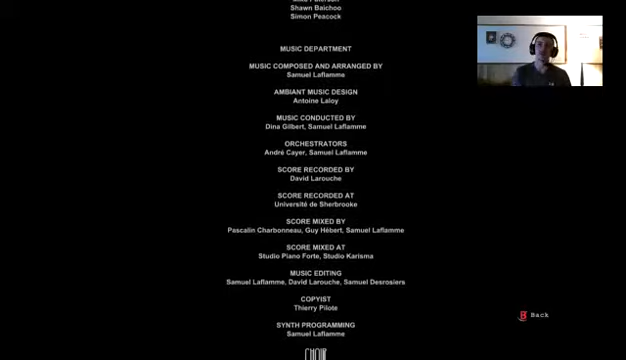 Shawn Baichoo
Simon Peacock
MUSIC DEPARTMENT
MUSIC COMPOSED AND ARRANGED BY
Samuel Laflamme
AMBIANT MUSIC DESIGN
Antoine Laloy
MUSIC CONDUCTED BY
Dina Gilbert, Samuel Laflamme
ORCHESTRATORS
André Cayer, Samuel Laflamme
SCORE RECORDED BY
David Larouche
SCORE RECORDED AT
Université de Sherbrooke
SCORE MIXED BY
Pascalin Charbonneau, Guy Hébert, Samuel Laflamme
SCORE MIXED AT
Studio Piano Forte, Studio Karisma
MUSIC EDITING
Samuel Laflamme, David Larouche, Samuel Desrosiers
COPYIST
Thierry Pilote
SYNTH PROGRAMMING
Samuel Laflamme
CHOIR
Back